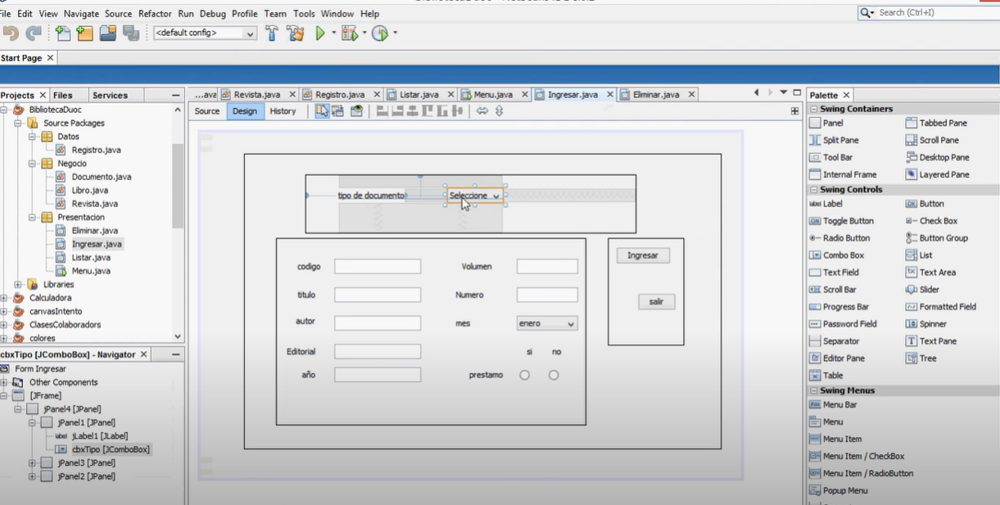 File Edit View Navigate Source Refactor Run Debug Profile Team Tools Window Help
Search (Ctrl+I)
<default config>
Start Page
Projects Files Services
BibliotecaDuoc
Source Packages
Datos
Registro.java
Negocio
Documento.java
Libro.java
Revista.java
Presentacion
Eliminar.java
Ingresar.java
Listar.java
Menu.java
Libraries
Calculadora
canvasIntento
ClasesColaboradors
colores
cbxTipo [JComboBox] - Navigator
Form Ingresar
Other Components
[JFrame]
jPanel4 [JPanel]
jPanel1 [JPanel]
label jLabel1 [JLabel]
cbxTipo [JComboBox]
jPanel3 [JPanel]
jPanel2 [JPanel]
...ava Revista.java Registro.java Listar.java Menu.java Ingresar.java Eliminar.java
Source Design History
tipo de documento Seleccione
codigo Volumen
titulo Numero
autor mes enero
Editorial si no
año prestamo
Ingresar
salir
Palette
Swing Containers
Panel Tabbed Pane
Split Pane Scroll Pane
Tool Bar Desktop Pane
Internal Frame Layered Pane
Swing Controls
label Label OK Button
ON Toggle Button Check Box
Radio Button Button Group
Combo Box List
Text Field Text Area
Scroll Bar Slider
Progress Bar Formatted Field
Password Field Spinner
Separator Text Pane
Editor Pane Tree
Table
Swing Menus
Menu Bar
Menu
Menu Item
Menu Item / CheckBox
Menu Item / RadioButton
Popup Menu